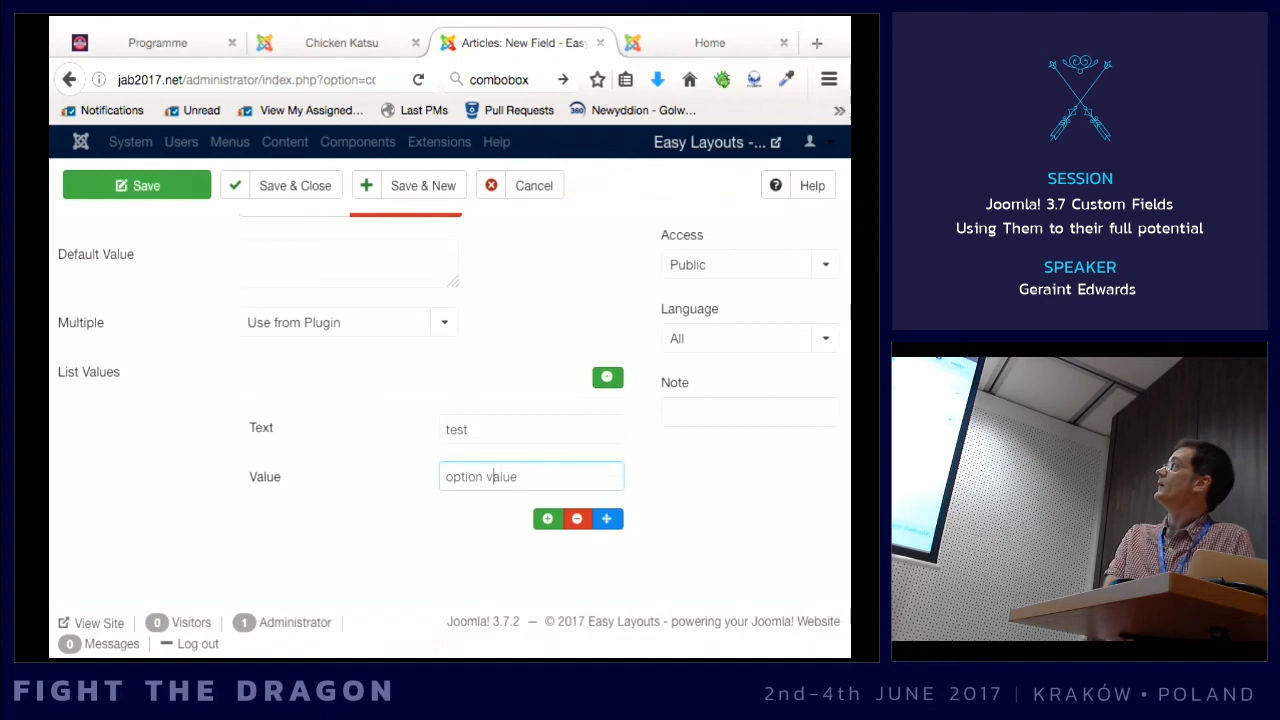 Programme
Chicken Katsu
Articles: New Field - Eas
Home
jab2017.net/administrator/index.php?option=co
combobox
Notifications
Unread
View My Assigned...
Last PMs
Pull Requests
360 Newyddion - Golw...
System Users Menus Content Components Extensions Help
Easy Layouts -...
Save
Save & Close
Save & New
Cancel
Help
Default Value
Multiple
Use from Plugin
List Values
Text
test
Value
option value
Access
Public
Language
All
Note
View Site
0 Visitors
1 Administrator
0 Messages
Log out
Joomla! 3.7.2 — © 2017 Easy Layouts - powering your Joomla! Website
SESSION
Joomla! 3.7 Custom Fields
Using Them to their full potential
SPEAKER
Geraint Edwards
FIGHT THE DRAGON
2nd-4th JUNE 2017 | KRAKÓW • POLAND